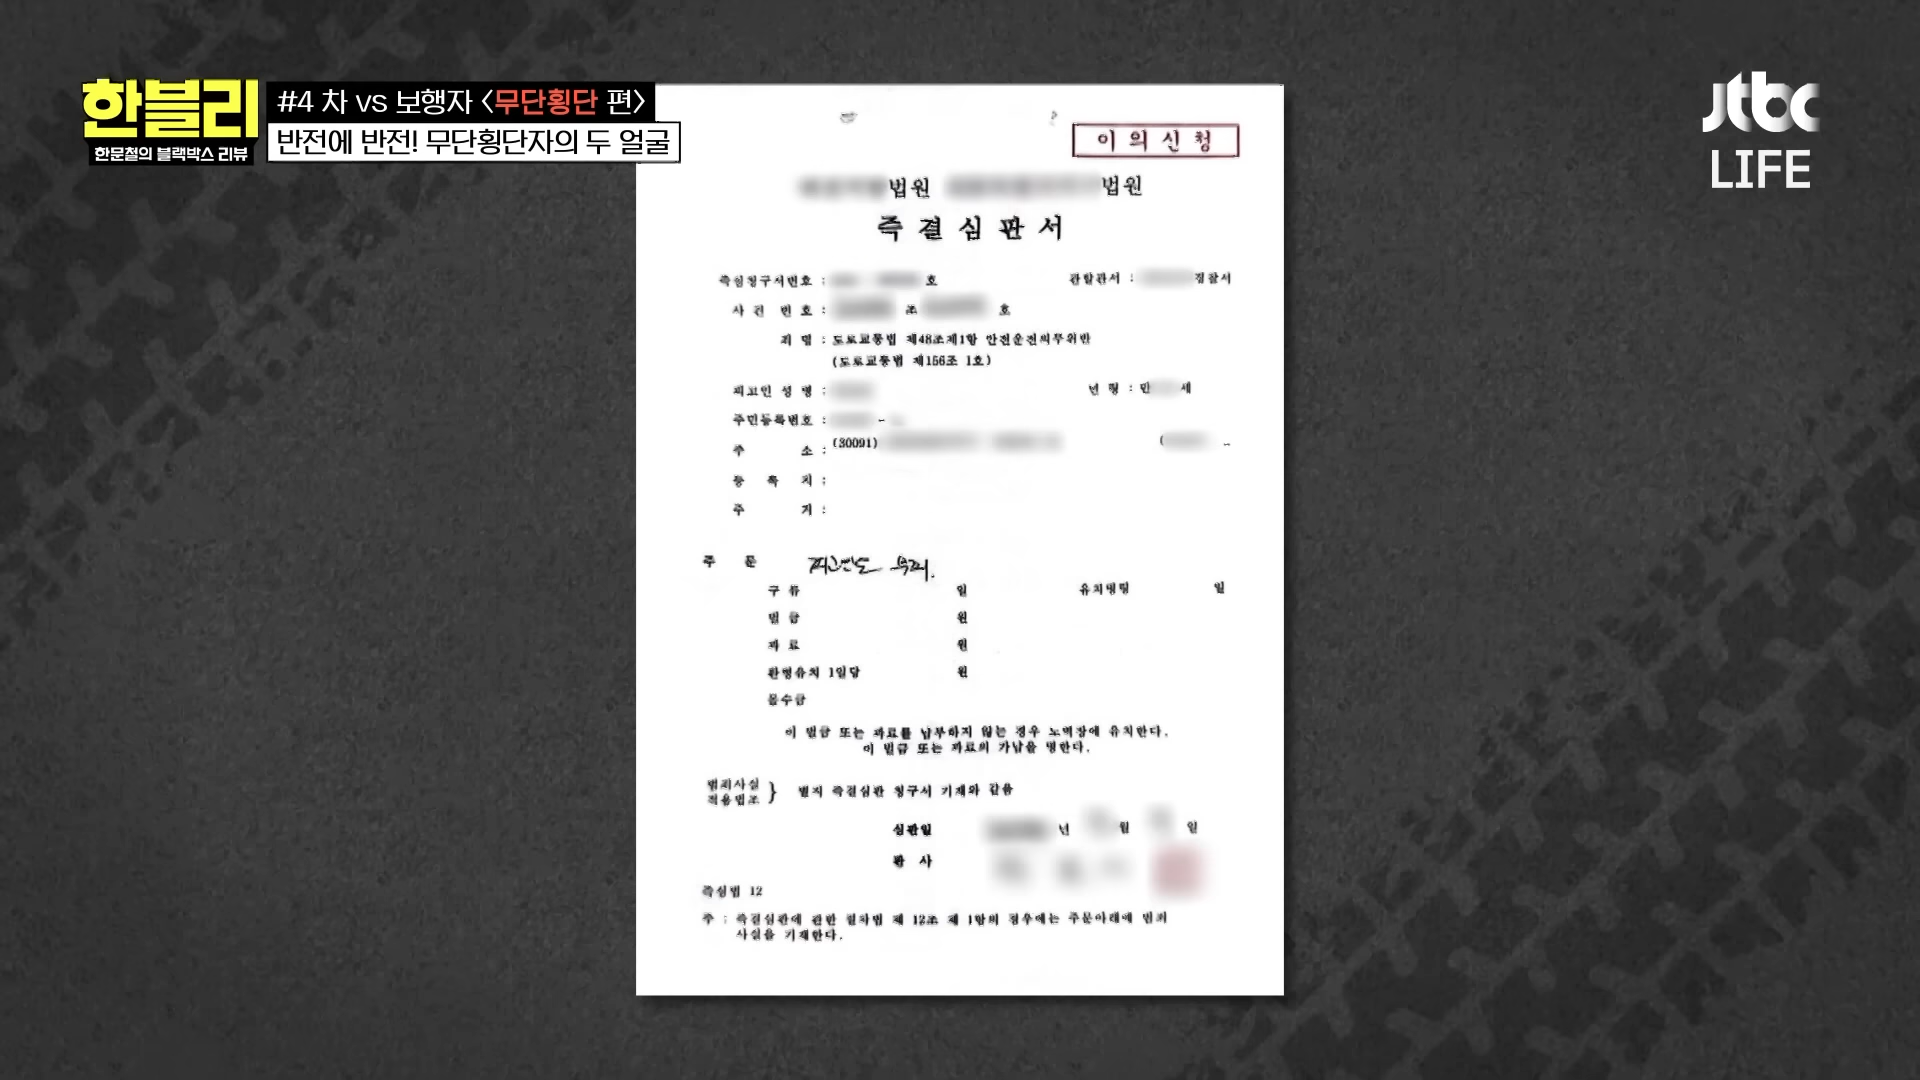 한블리
한문철의 블랙박스 리뷰
#4 차 vs 보행자 <무단횡단 편>
반전에 반전! 무단횡단자의 두 얼굴
jtbc
LIFE
이 의 신 청
법원 법원
즉 결 심 판 서
즉심청구서번호 : 호 관할관서 : 경찰서
사 건 번 호 : 조 호
죄 명 : 도로교통법 제48조제1항 안전운전의무위반
(도로교통법 제156조 1호)
피고인 성 명 : 년 령 : 만 세
주민등록번호 : -
주 소 : (30091) (
등 록 지 :
주 거 :
주 문 피고인은 무죄.
구 류 일 유치명령 일
벌 금 원
과 료 원
환형유치 1일당 원
몰수금
이 벌금 또는 과료를 납부하지 않는 경우 노역장에 유치한다.
이 벌금 또는 과료의 가납을 명한다.
범죄사실
적용법조 } 별지 즉결심판 청구서 기재와 같음
심판일 년 월 일
판 사
즉심법 12
주 : 즉결심판에 관한 절차법 제 12조 제 1항의 경우에는 주문아래에 범죄
사실을 기재한다.